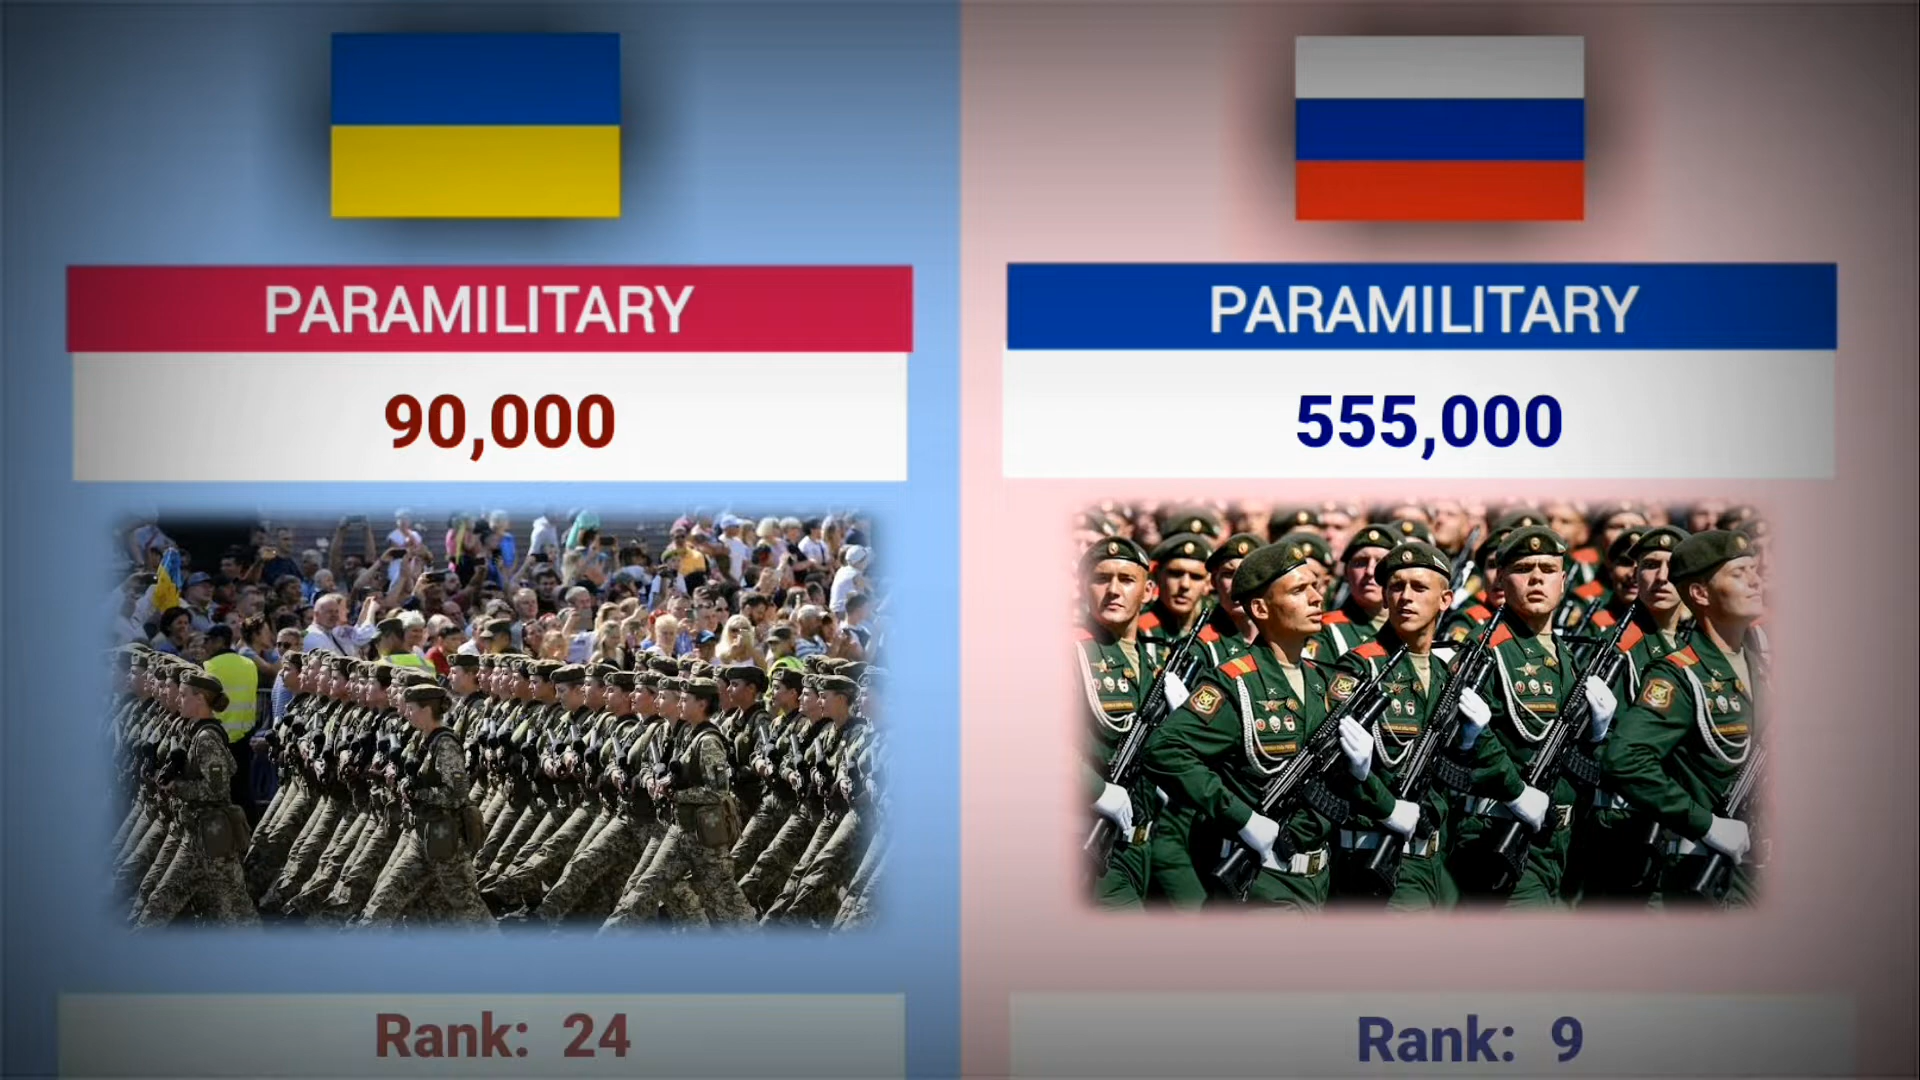 PARAMILITARY
90,000
Rank: 24
PARAMILITARY
555,000
Rank: 9